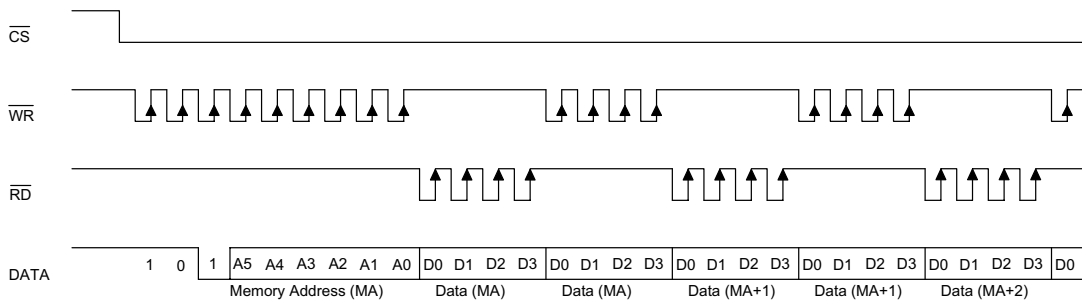 CS
WR
RD
DATA
1 0 1 A5 A4 A3 A2 A1 A0 D0 D1 D2 D3 D0 D1 D2 D3 D0 D1 D2 D3 D0 D1 D2 D3 D0 D1 D2 D3 D0
Memory Address (MA) Data (MA) Data (MA) Data (MA+1) Data (MA+1) Data (MA+2)